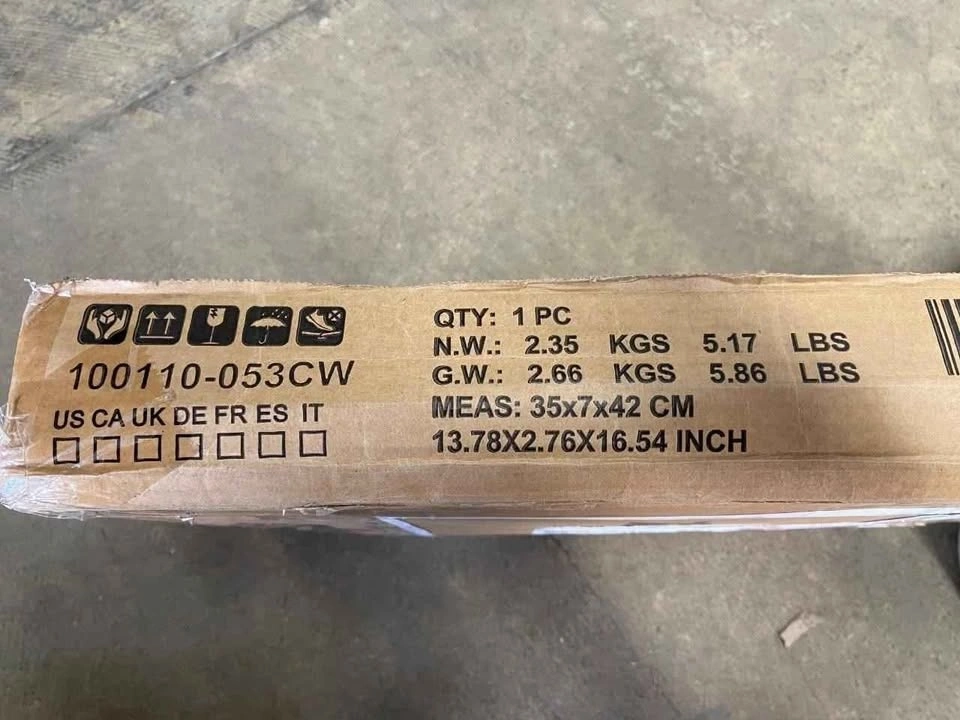 100110-053CW
US CA UK DE FR ES IT
QTY: 1 PC
N.W.: 2.35 KGS 5.17 LBS
G.W.: 2.66 KGS 5.86 LBS
MEAS: 35x7x42 CM
13.78X2.76X16.54 INCH